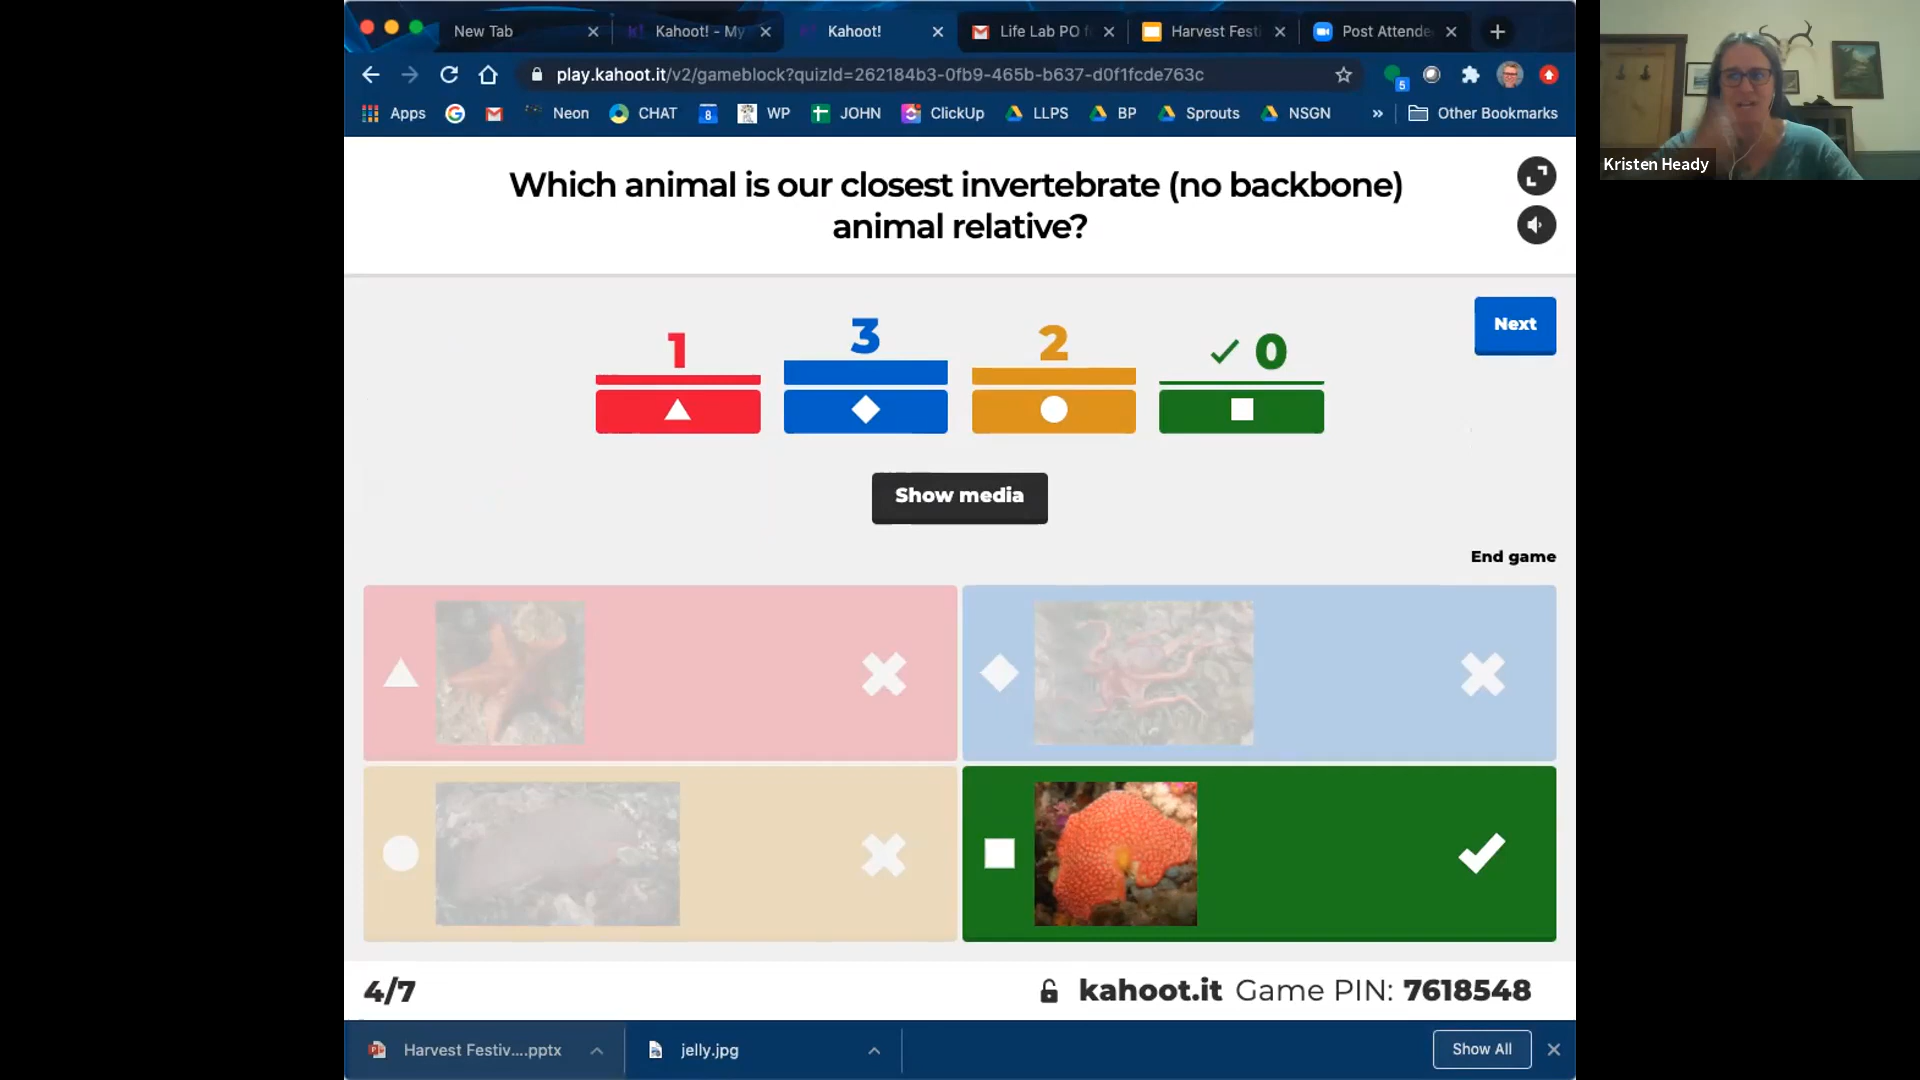 New Tab
Kahoot! - My
Kahoot!
Life Lab PO f
Harvest Festi
Post Attende
play.kahoot.it/v2/gameblock?quizId=262184b3-0fb9-465b-b637-d0f1fcde763c
5
Apps
Neon
CHAT
8
WP
JOHN
ClickUp
LLPS
BP
Sprouts
NSGN
»
Other Bookmarks
Kristen Heady
Which animal is our closest invertebrate (no backbone)
animal relative?
Next
1
3
2
0
Show media
End game
4/7
kahoot.it Game PIN: 7618548
Harvest Festiv....pptx
jelly.jpg
Show All